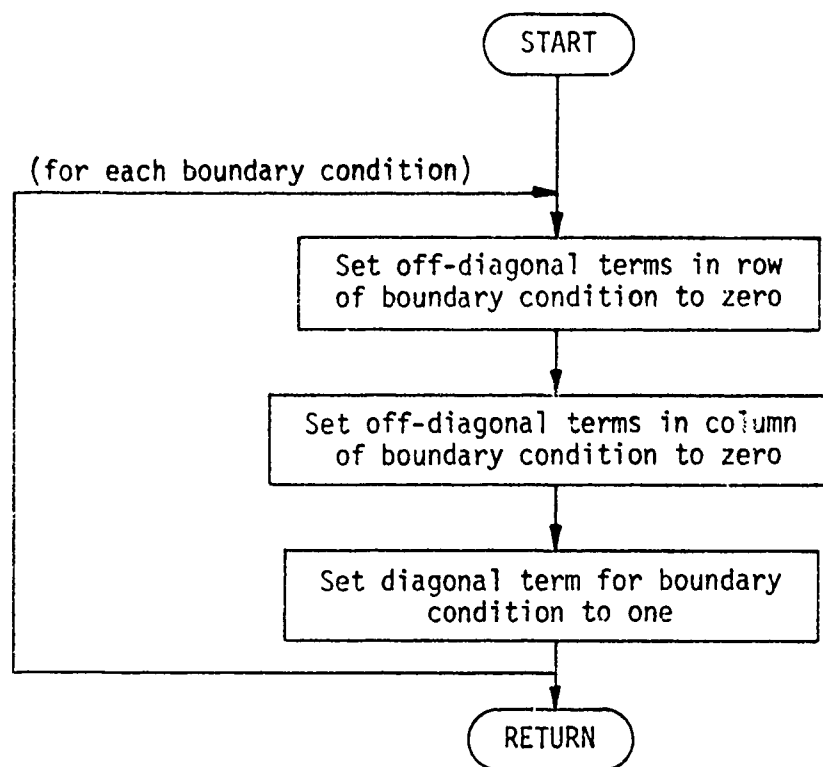 START
(for each boundary condition)
Set off-diagonal terms in row
of boundary condition to zero
Set off-diagonal terms in column
of boundary condition to zero
Set diagonal term for boundary
condition to one
RETURN